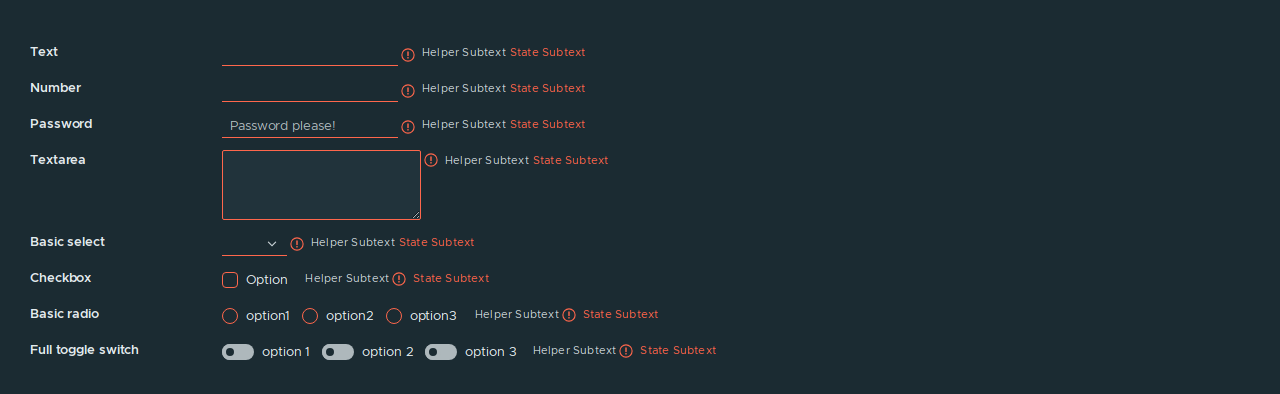 Text Helper Subtext State Subtext
Number Helper Subtext State Subtext
Password Password please! Helper Subtext State Subtext
Textarea Helper Subtext State Subtext
Basic select Helper Subtext State Subtext
Checkbox Option Helper Subtext State Subtext
Basic radio option1 option2 option3 Helper Subtext State Subtext
Full toggle switch option 1 option 2 option 3 Helper Subtext State Subtext